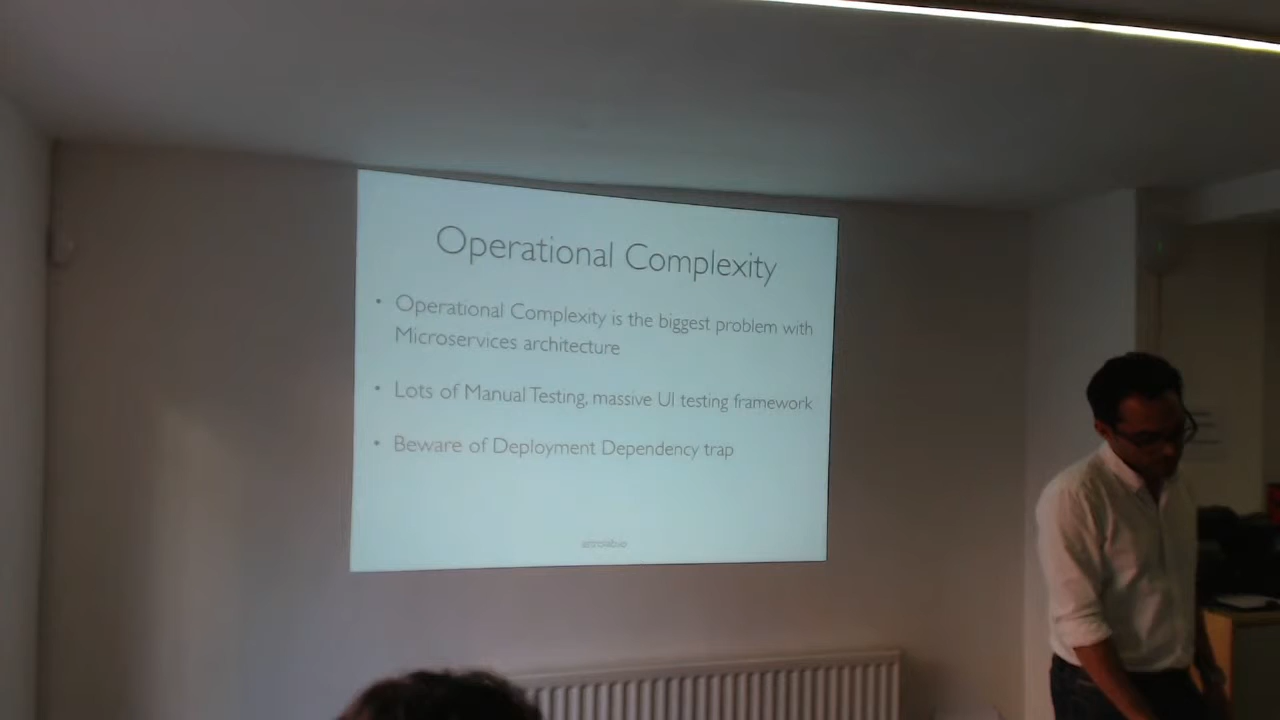 Operational Complexity
• Operational Complexity is the biggest problem with
Microservices architecture
• Lots of Manual Testing, massive UI testing framework
• Beware of Deployment Dependency trap